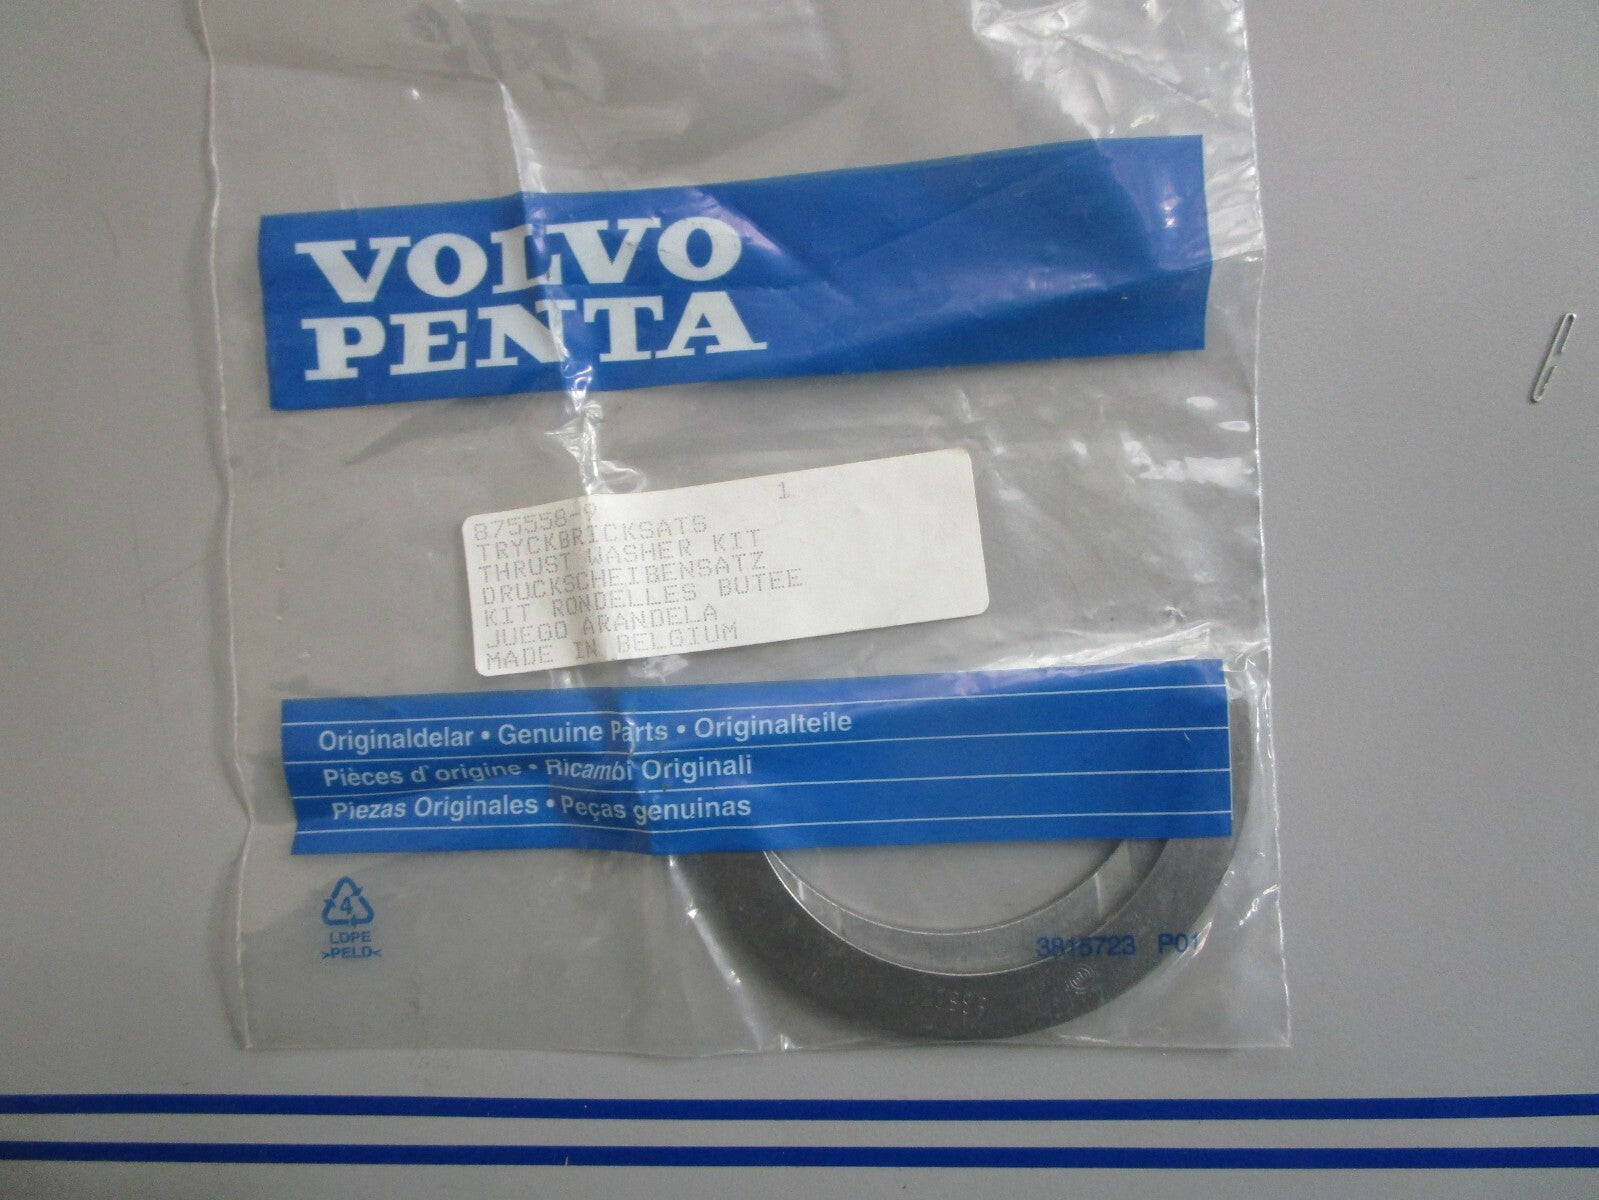 VOLVO
PENTA
875558-9 1
TRYCKBRICKSATS
THRUST WASHER KIT
DRUCKSCHEIBENSATZ
KIT RONDELLES BUTEE
JUEGO ARANDELA
MADE IN BELGIUM
Originaldelar • Genuine Parts • Originalteile
Pièces d'origine • Ricambi Originali
Piezas Originales • Peças genuinas
4
LDPE
>PELD<
3815723 P01